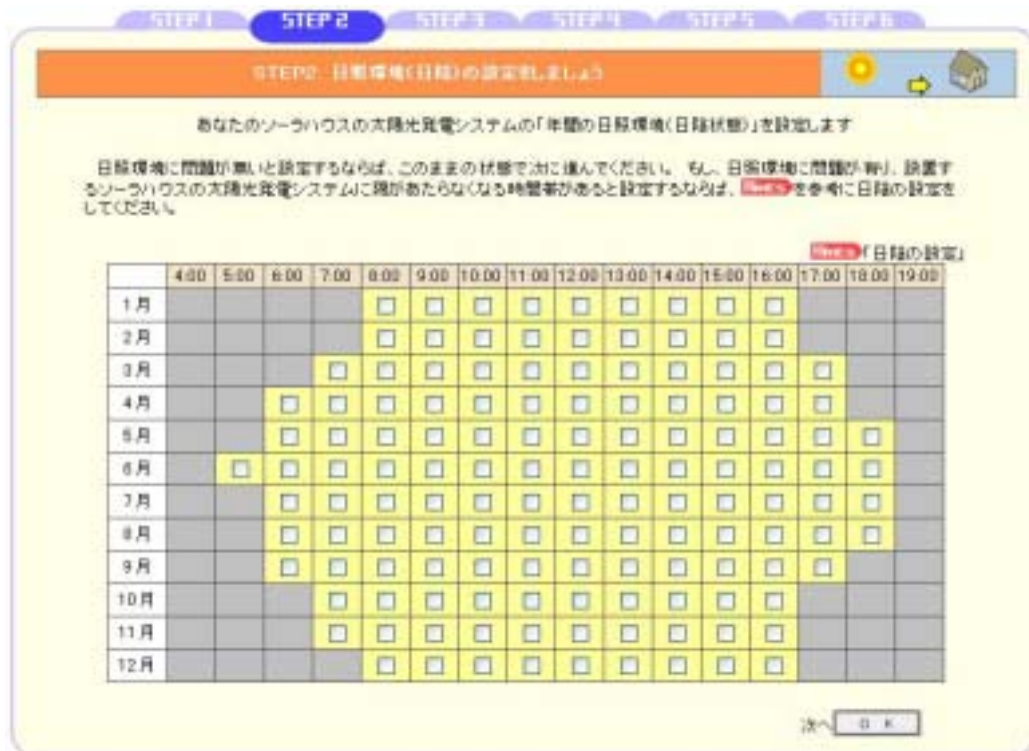 STEP 1 STEP 2 STEP 3 STEP 4 STEP 5 STEP 6
STEP2 日照環境(日陰)の設定をしましょう
あなたのソーラハウスの太陽光発電システムの「年間の日照環境(日陰状態)」を設定します
日照環境に問題が無いと設定するならば、このままの状態で次に進んでください。 もし、日照環境に問題が有り、設置す
るソーラハウスの太陽光発電システムに陽があたらなくなる時間帯があると設定するならば、を参考に日陰の設定を
してください。
「日陰の設定」
4:00 5:00 6:00 7:00 8:00 9:00 10:00 11:00 12:00 13:00 14:00 15:00 16:00 17:00 18:00 19:00
1月
2月
3月
4月
5月
6月
7月
8月
9月
10月
11月
12月
次へ O K